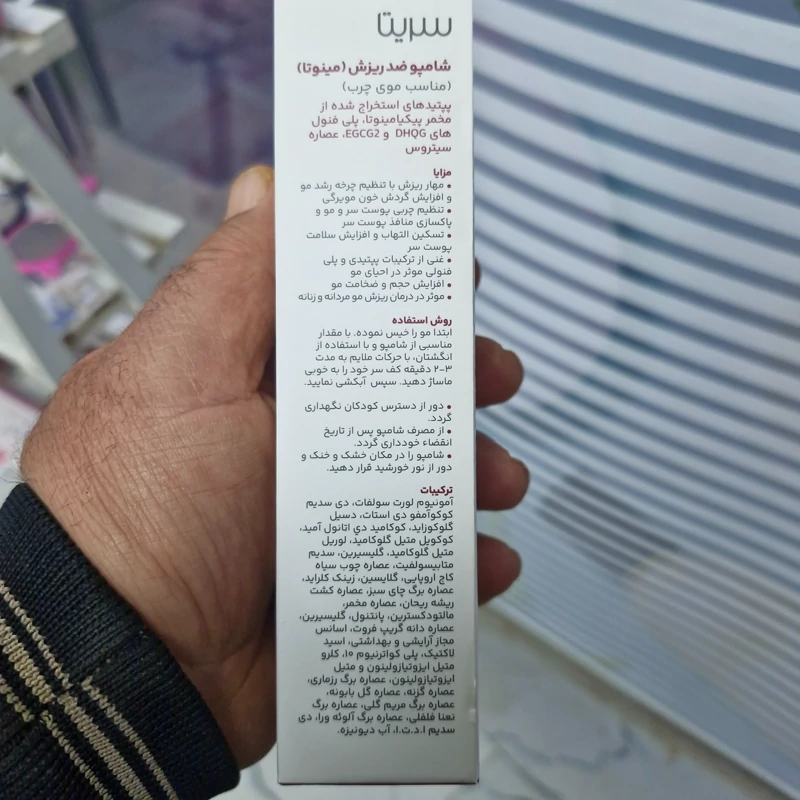 سریتا
شامپو ضد ریزش (مینوتا)
(مناسب موی چرب)
پپتیدهای استخراج شده از
مخمر پیکیامینوتا، پلی فنول
های DHQG و EGCG2، عصاره
سیتروس
مزایا
• مهار ریزش با تنظیم چرخه رشد مو
و افزایش گردش خون مویرگی
• تنظیم چربی پوست سر و مو و
پاکسازی منافذ پوست سر
• تسکین التهاب و افزایش سلامت
پوست سر
• غنی از ترکیبات پپتیدی و پلی
فنولی موثر در احیای مو
• افزایش حجم و ضخامت مو
• موثر در درمان ریزش مو مردانه و زنانه
روش استفاده
ابتدا مو را خیس نموده. با مقدار
مناسبی از شامپو و با استفاده از
انگشتان، با حرکات ملایم به مدت
۲-۳ دقیقه کف سر خود را به خوبی
ماساژ دهید. سپس آبکشی نمایید.
• دور از دسترس کودکان نگهداری
گردد.
• از مصرف شامپو پس از تاریخ
انقضاء خودداری گردد.
• شامپو را در مکان خشک و خنک و
دور از نور خورشید قرار دهید.
ترکیبات
آمونیوم لورت سولفات، دی سدیم
کوکوآمفو دی استات، دسیل
گلوکوزاید، کوکامید دي اتانول آمید،
کوکویل متیل گلوکامید، لوریل
متیل گلوکامید، گلیسیرین، سدیم
متابیسولفیت، عصاره چوب سیاه
کاج اروپایی، گلایسین، زینک کلراید،
عصاره برگ چای سبز، عصاره کشت
ریشه ریحان، عصاره مخمر،
مالتودکسترین، پانتنول، گلیسیرین،
عصاره دانه گریپ فروت، اسانس
مجاز آرایشی و بهداشتی، اسید
لاکتیک، پلی کواترنیوم ۱۰، کلرو
متیل ایزوتیازولینون و متیل
ایزوتیازولینون، عصاره برگ رزماری،
عصاره گزنه، عصاره گل بابونه،
عصاره برگ مریم گلی، عصاره برگ
نعنا فلفلی، عصاره برگ آلوئه ورا، دی
سدیم ا.د.ت.ا، آب دیونیزه.